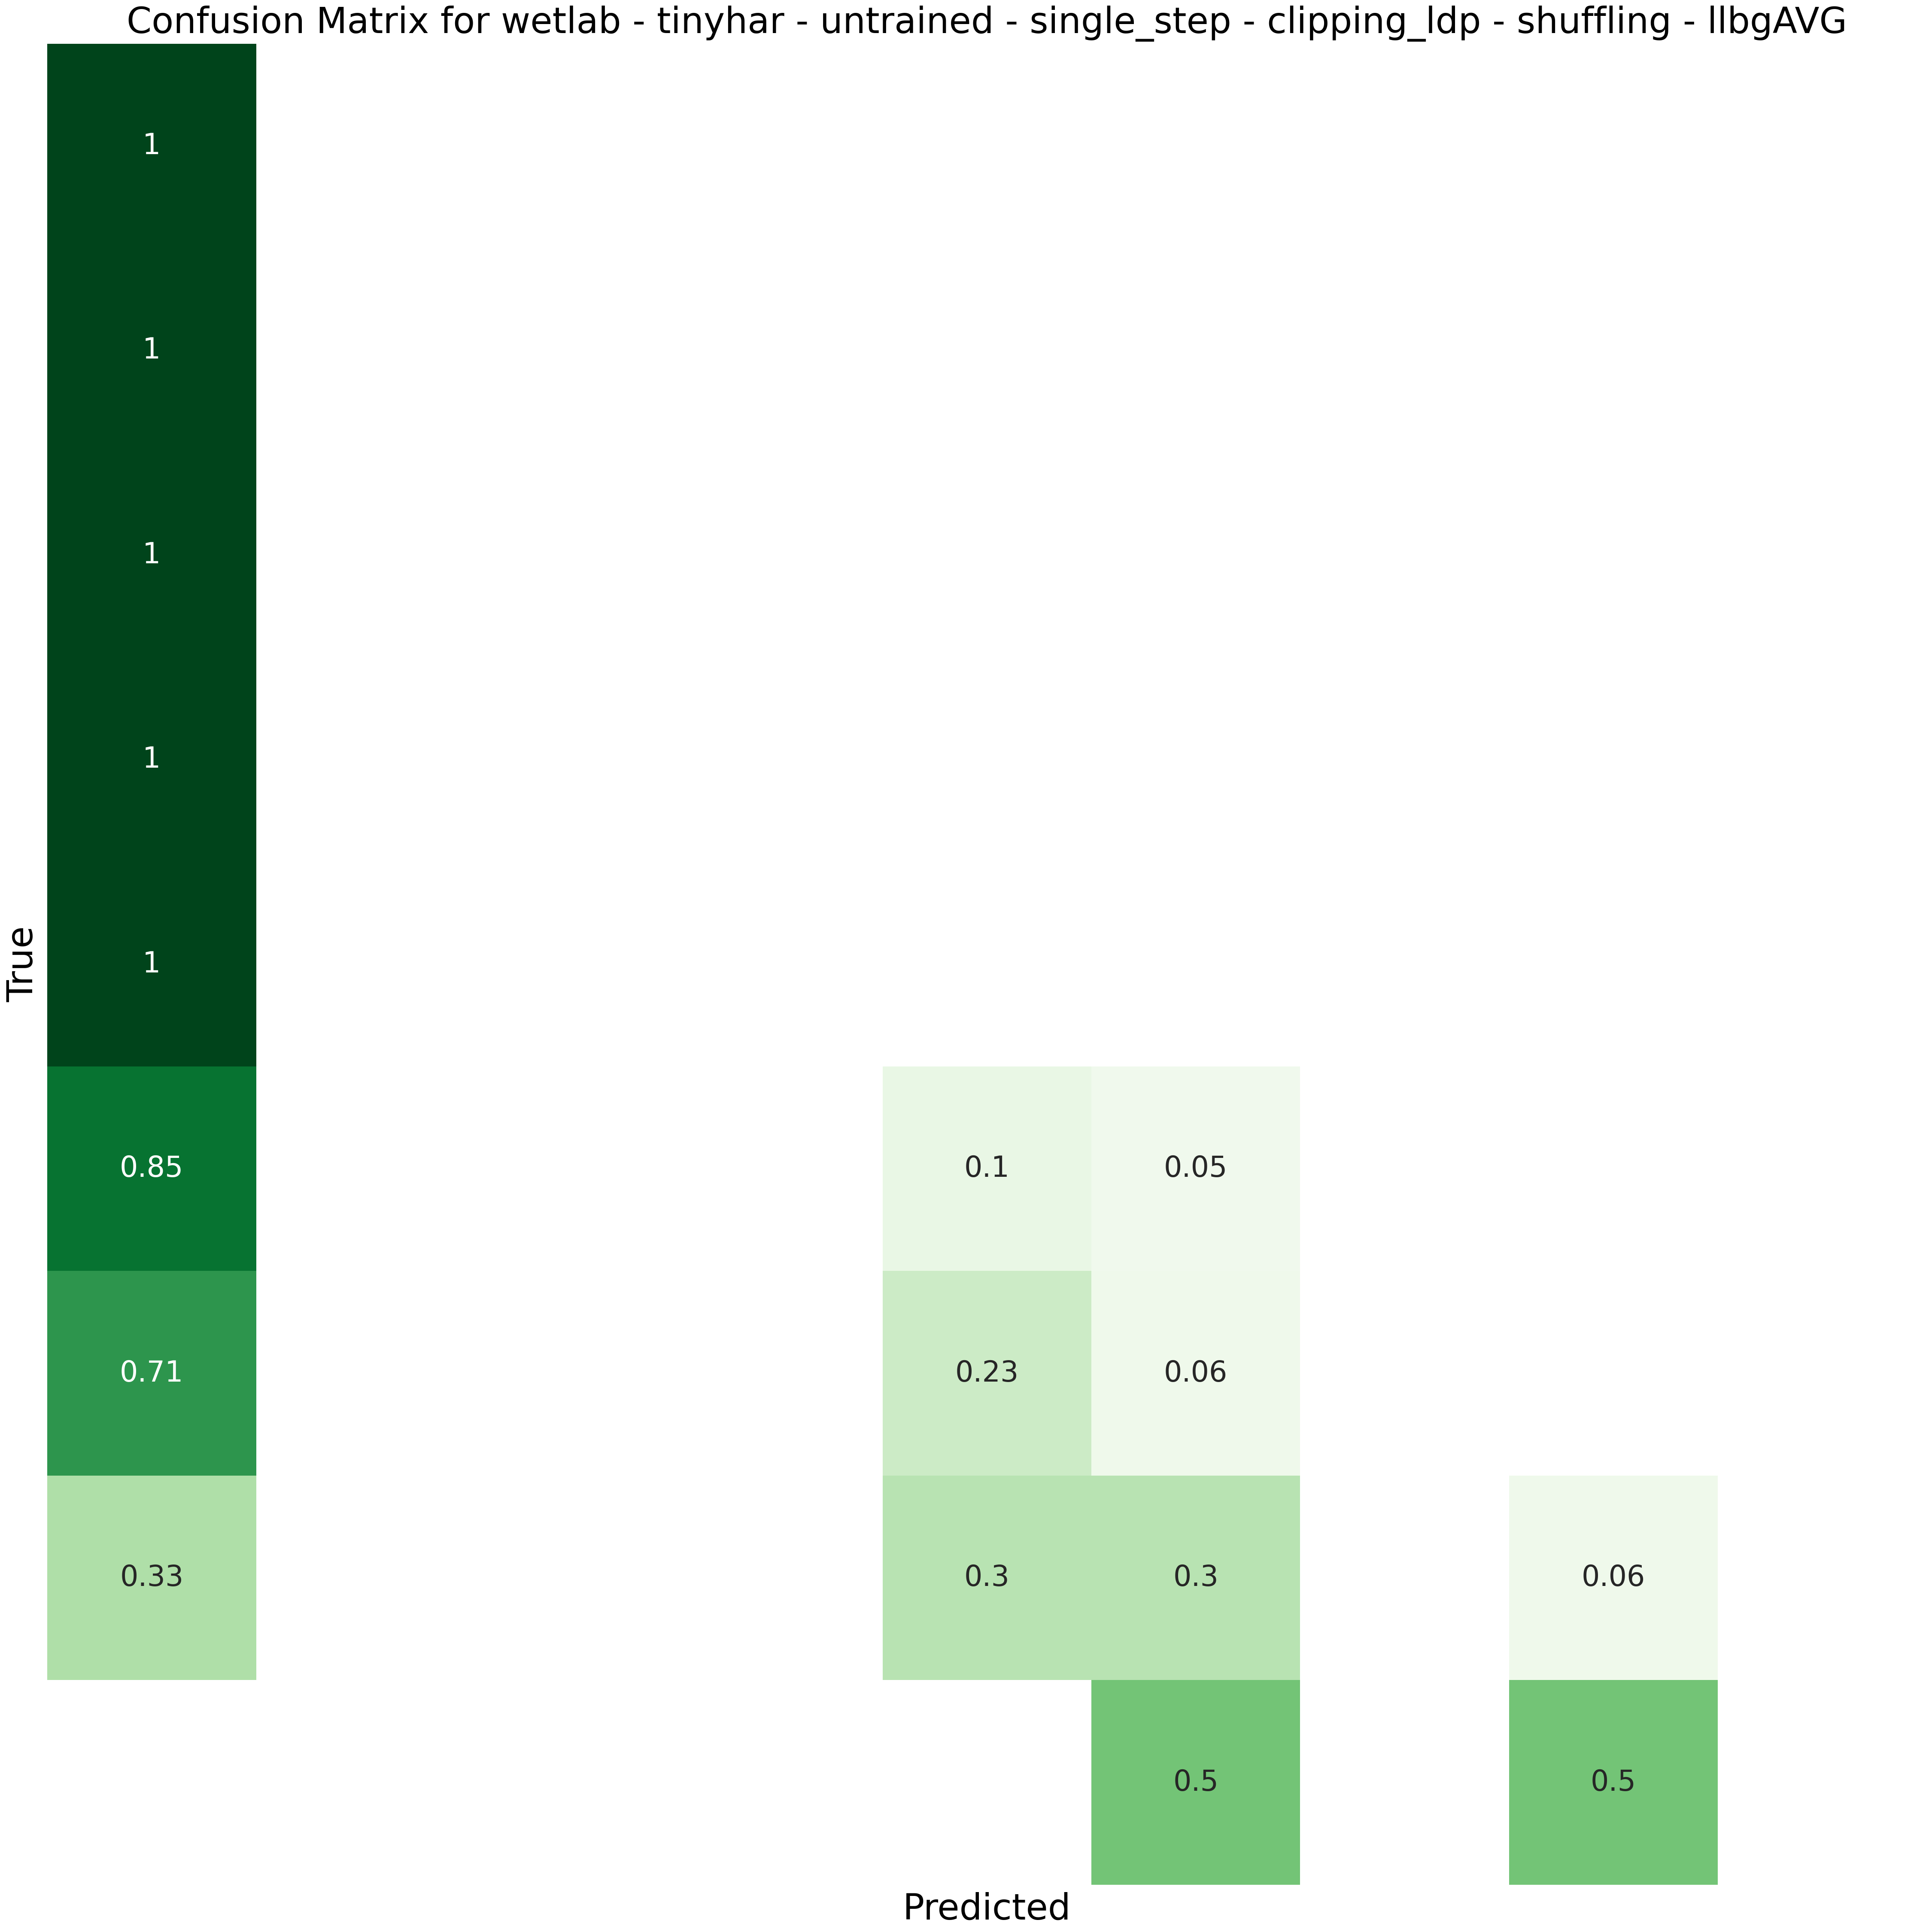 Confusion Matrix for wetlab - tinyhar - untrained - single_step - clipping_ldp - shuffling - llbgAVG
1
1
1
1
True
1
0.85 0.1 0.05
0.71 0.23 0.06
0.33 0.3 0.3 0.06
0.5 0.5
Predicted